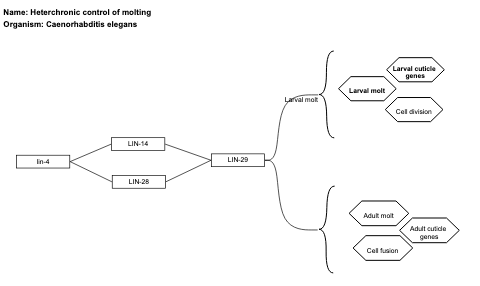 Name: Heterchronic control of molting
Organism: Caenorhabditis elegans
Larval cuticle
genes
Larval molt
Larval molt
Cell division
LIN-14
lin-4
LIN-29
LIN-28
Adult molt
Adult cuticle
genes
Cell fusion